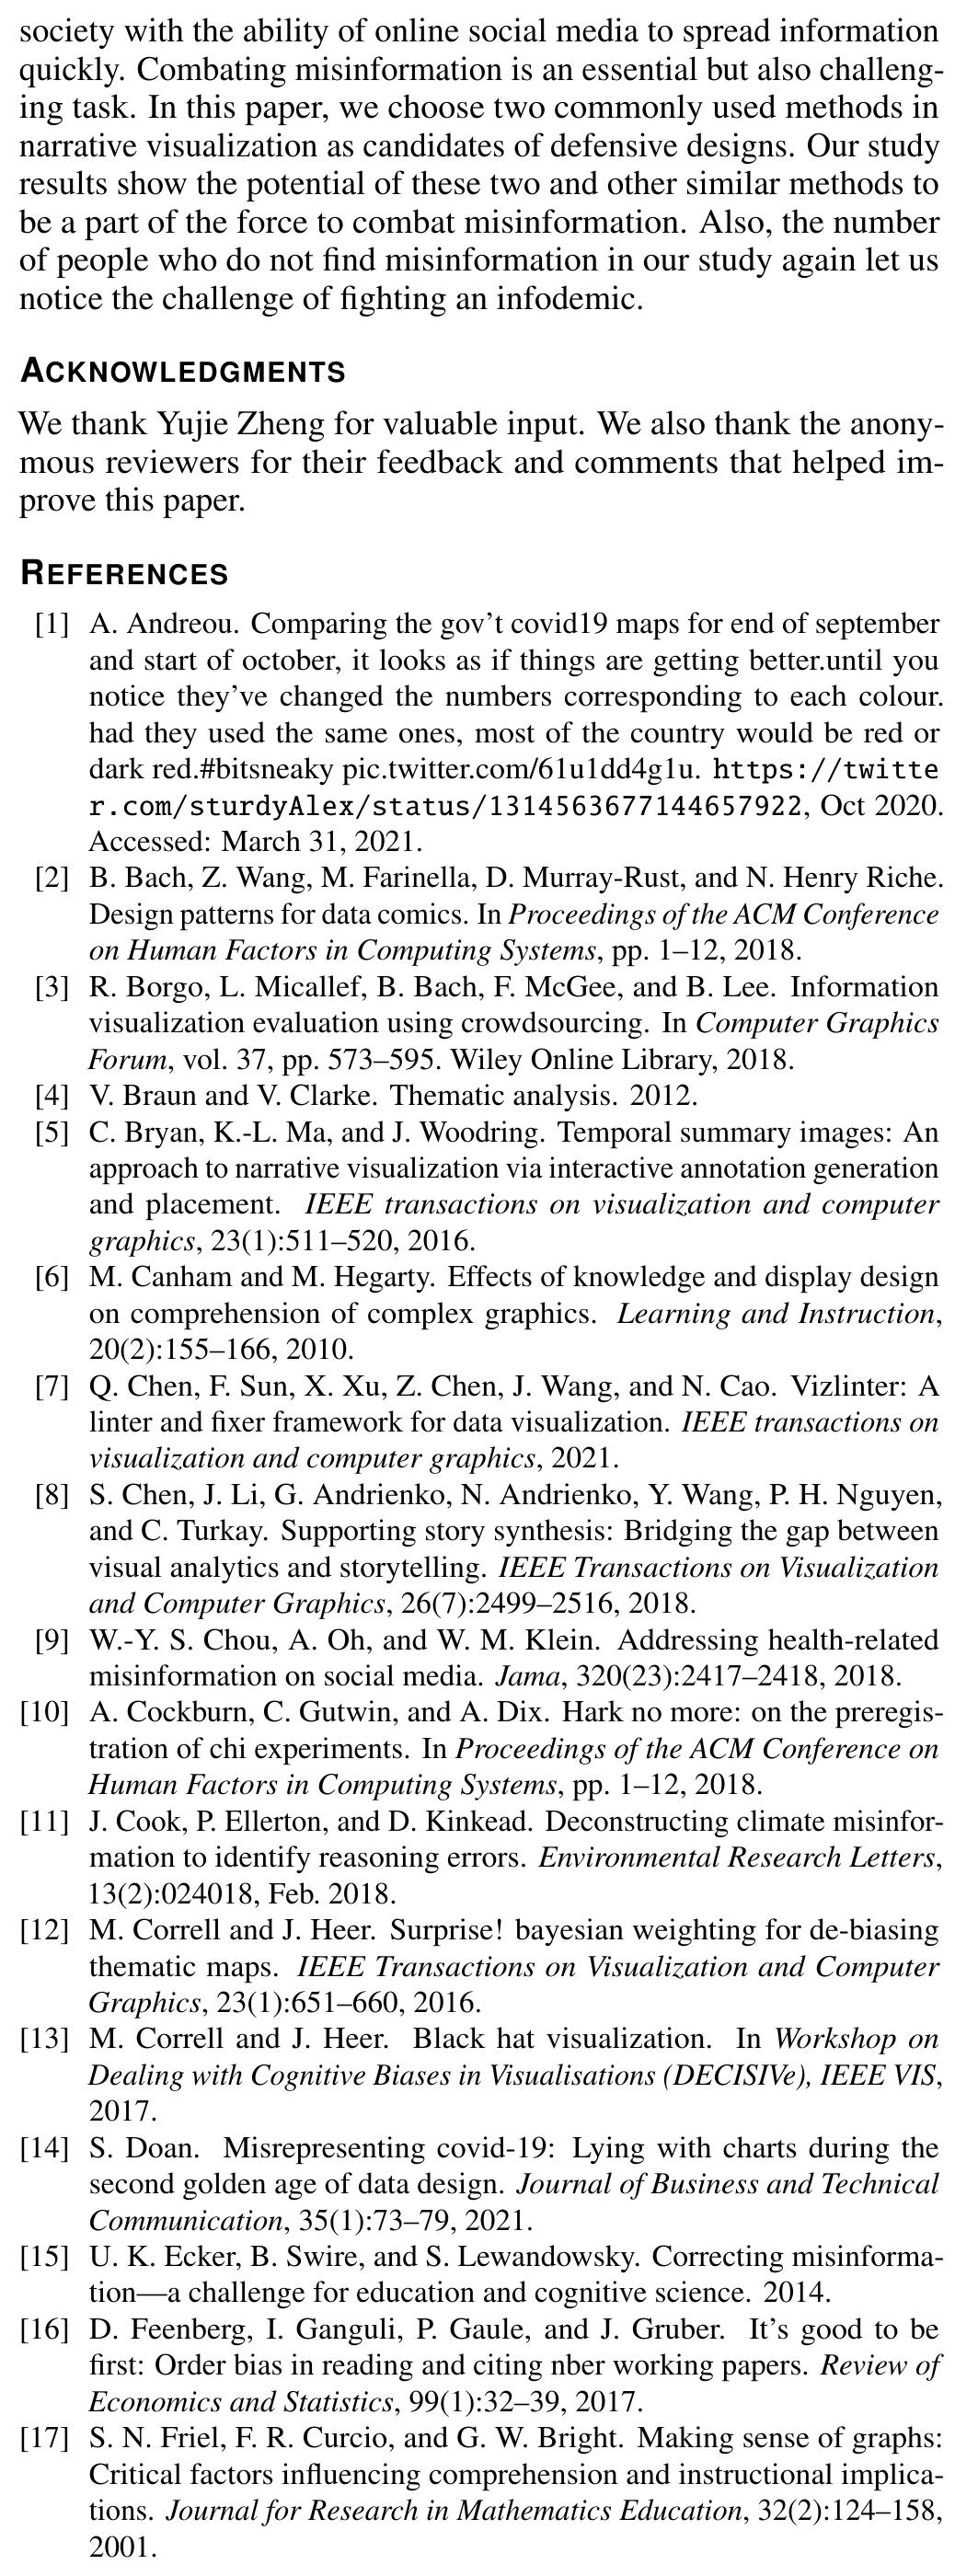 society with the ability of online social media to spread information
quickly. Combating misinformation is an essential but also challeng-
ing task. In this paper, we choose two commonly used methods in
narrative visualization as candidates of defensive designs. Our study
results show the potential of these two and other similar methods to
be a part of the force to combat misinformation. Also, the number
of people who do not find misinformation in our study again let us
notice the challenge of fighting an infodemic.
ACKNOWLEDGMENTS
We thank Yujie Zheng for valuable input. We also thank the anony-
mous reviewers for their feedback and comments that helped im-
prove this paper.
REFERENCES
[1] A. Andreou. Comparing the gov’t covid19 maps for end of september
and start of october, it looks as if things are getting better.until you
notice they’ve changed the numbers corresponding to each colour.
had they used the same ones, most of the country would be red or
dark red.#bitsneaky pic.twitter.com/61u1dd4g1u. https://twitte
r.com/sturdyAlex/status/1314563677144657922, Oct 2020.
Accessed: March 31, 2021.
[2] B. Bach, Z. Wang, M. Farinella, D. Murray-Rust, and N. Henry Riche.
Design patterns for data comics. In Proceedings of the ACM Conference
on Human Factors in Computing Systems, pp. 1–12, 2018.
[3] R. Borgo, L. Micallef, B. Bach, F. McGee, and B. Lee. Information
visualization evaluation using crowdsourcing. In Computer Graphics
Forum, vol. 37, pp. 573–595. Wiley Online Library, 2018.
[4] V. Braun and V. Clarke. Thematic analysis. 2012.
[5] C. Bryan, K.-L. Ma, and J. Woodring. Temporal summary images: An
approach to narrative visualization via interactive annotation generation
and placement. IEEE transactions on visualization and computer
graphics, 23(1):511–520, 2016.
[6] M. Canham and M. Hegarty. Effects of knowledge and display design
on comprehension of complex graphics. Learning and Instruction,
20(2):155–166, 2010.
[7] Q. Chen, F. Sun, X. Xu, Z. Chen, J. Wang, and N. Cao. Vizlinter: A
linter and fixer framework for data visualization. IEEE transactions on
visualization and computer graphics, 2021.
[8] S. Chen, J. Li, G. Andrienko, N. Andrienko, Y. Wang, P. H. Nguyen,
and C. Turkay. Supporting story synthesis: Bridging the gap between
visual analytics and storytelling. IEEE Transactions on Visualization
and Computer Graphics, 26(7):2499–2516, 2018.
[9] W.-Y. S. Chou, A. Oh, and W. M. Klein. Addressing health-related
misinformation on social media. Jama, 320(23):2417–2418, 2018.
[10] A. Cockburn, C. Gutwin, and A. Dix. Hark no more: on the preregis-
tration of chi experiments. In Proceedings of the ACM Conference on
Human Factors in Computing Systems, pp. 1–12, 2018.
[11] J. Cook, P. Ellerton, and D. Kinkead. Deconstructing climate misinfor-
mation to identify reasoning errors. Environmental Research Letters,
13(2):024018, Feb. 2018.
[12] M. Correll and J. Heer. Surprise! bayesian weighting for de-biasing
thematic maps. IEEE Transactions on Visualization and Computer
Graphics, 23(1):651–660, 2016.
[13] M. Correll and J. Heer. Black hat visualization. In Workshop on
Dealing with Cognitive Biases in Visualisations (DECISIVe), IEEE VIS,
2017.
[14] S. Doan. Misrepresenting covid-19: Lying with charts during the
second golden age of data design. Journal of Business and Technical
Communication, 35(1):73–79, 2021.
[15] U. K. Ecker, B. Swire, and S. Lewandowsky. Correcting misinforma-
tion—a challenge for education and cognitive science. 2014.
[16] D. Feenberg, I. Ganguli, P. Gaule, and J. Gruber. It’s good to be
first: Order bias in reading and citing nber working papers. Review of
Economics and Statistics, 99(1):32–39, 2017.
[17] S. N. Friel, F. R. Curcio, and G. W. Bright. Making sense of graphs:
Critical factors influencing comprehension and instructional implica-
tions. Journal for Research in Mathematics Education, 32(2):124–158,
2001.